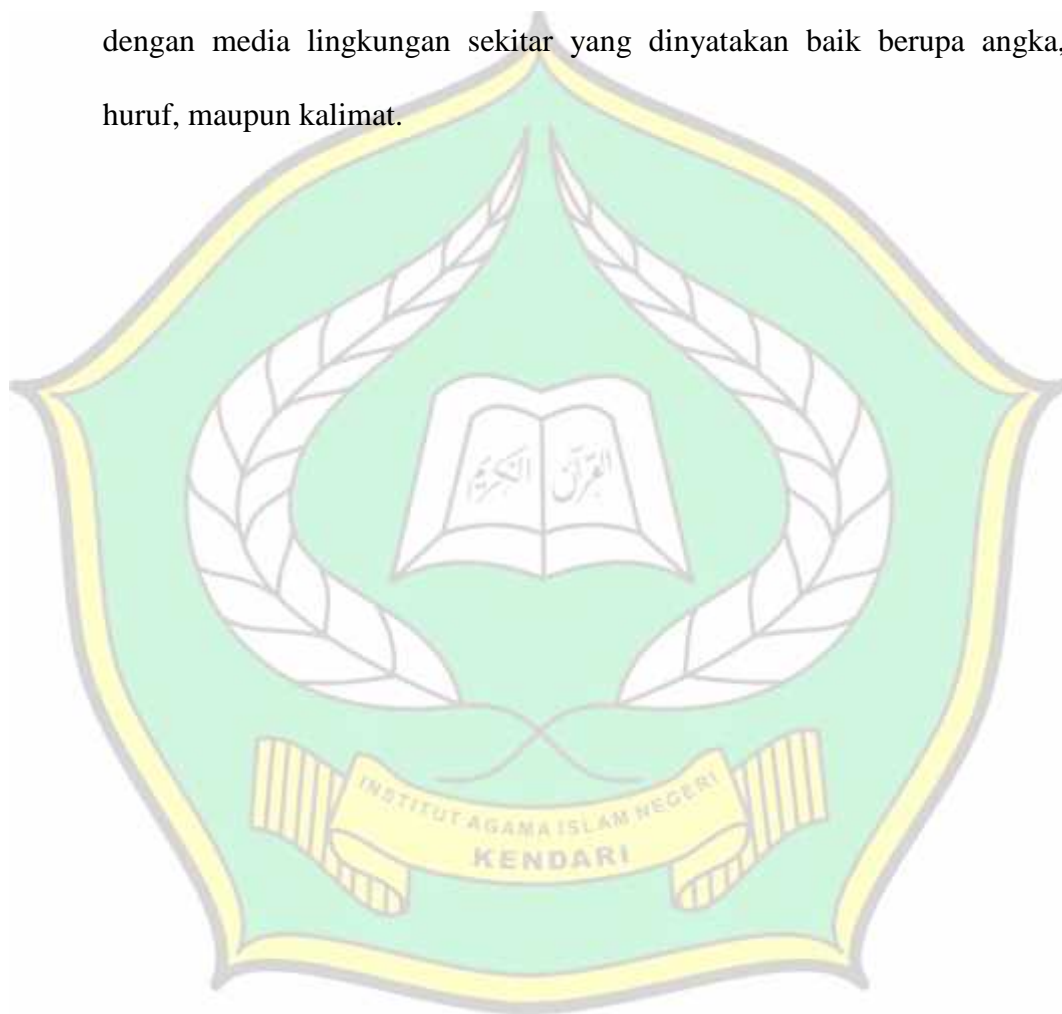 dengan media lingkungan sekitar yang dinyatakan baik berupa angka,
huruf, maupun kalimat.
القرآن الكريم
INSTITUT AGAMA ISLAM NEGERI
KENDARI